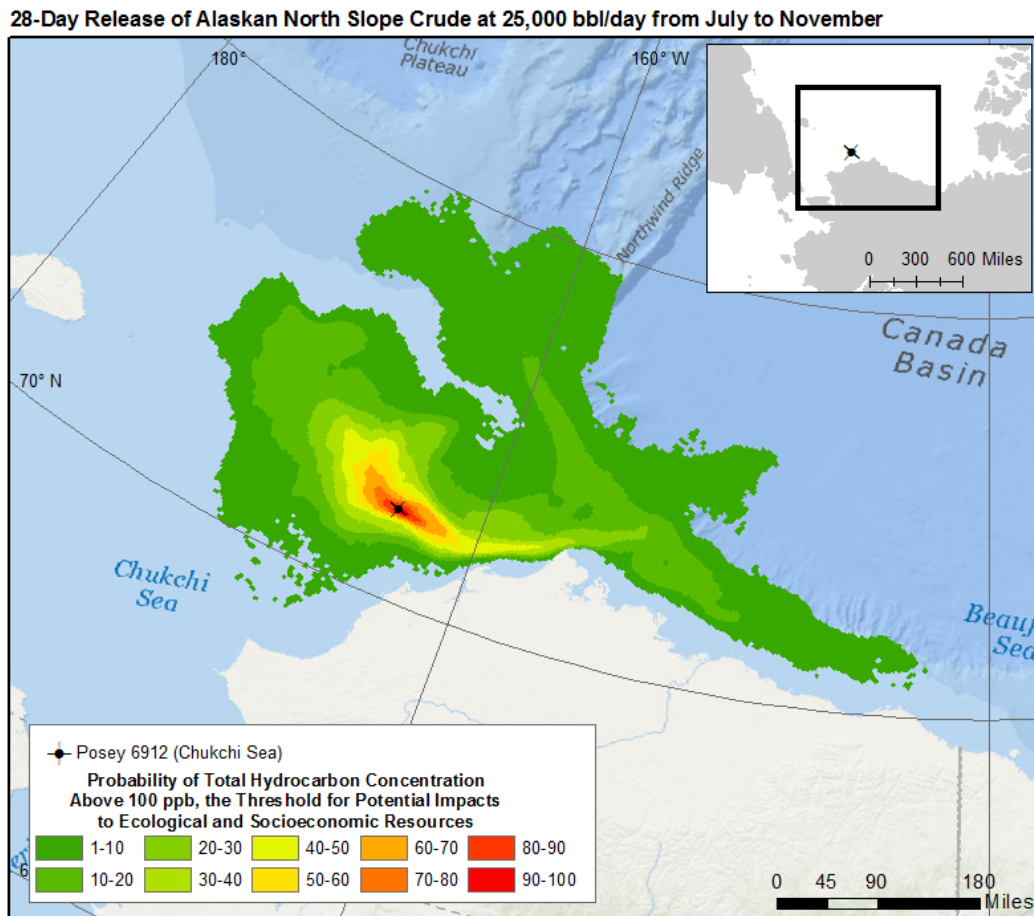 28-Day Release of Alaskan North Slope Crude at 25,000 bbl/day from July to November
180°
Chukchi
Plateau
160° W
Northwind Ridge
0 300 600 Miles
Canada
Basin
70° N
Chukchi
Sea
Beauf
Sea
Posey 6912 (Chukchi Sea)
Probability of Total Hydrocarbon Concentration
Above 100 ppb, the Threshold for Potential Impacts
to Ecological and Socioeconomic Resources
1-10 20-30 40-50 60-70 80-90
10-20 30-40 50-60 70-80 90-100
0 45 90 180
Miles